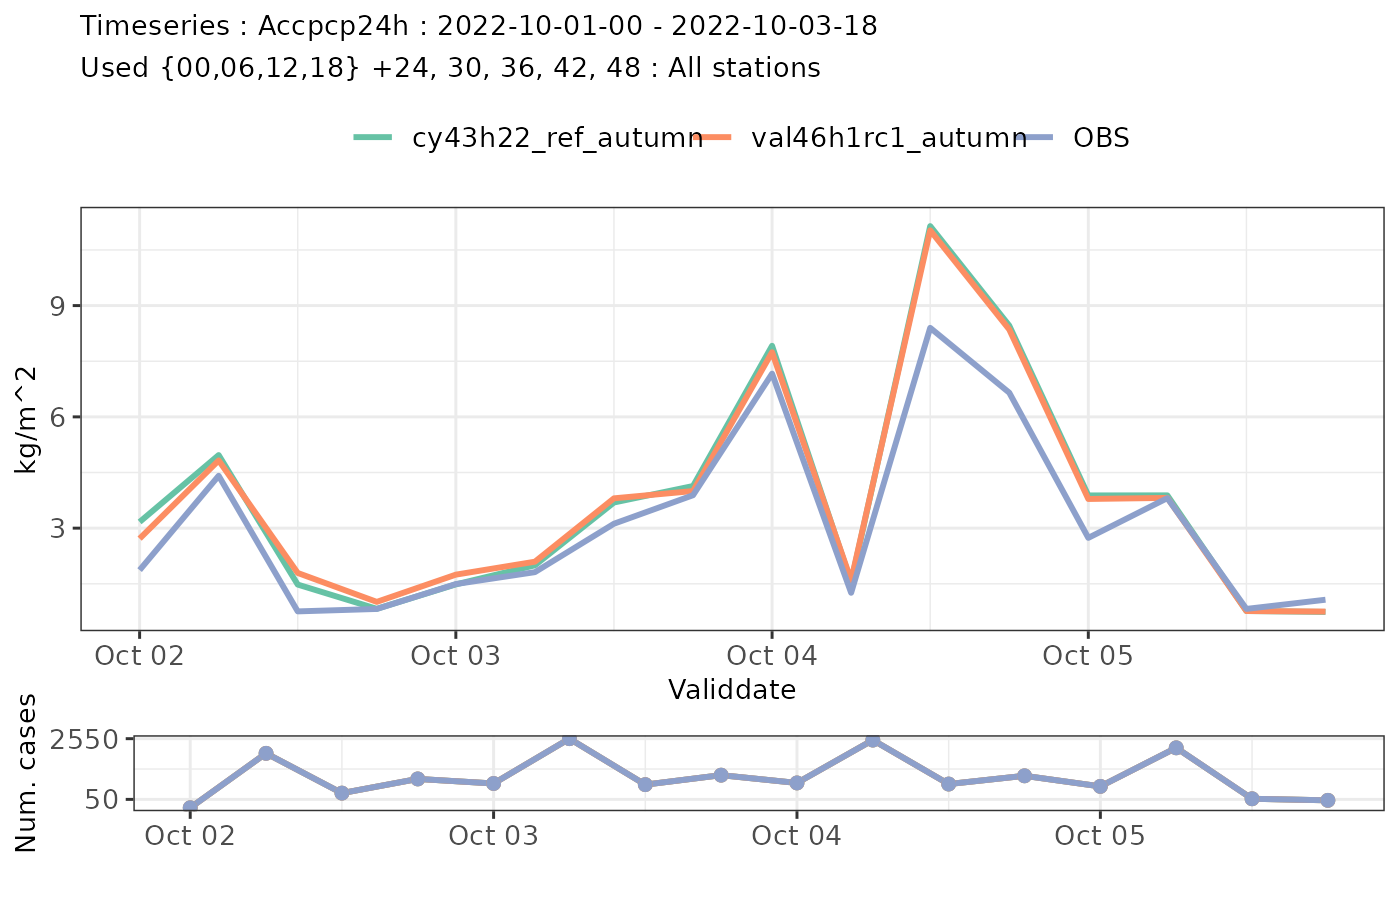 Timeseries : Accpcp24h : 2022-10-01-00 - 2022-10-03-18
Used {00,06,12,18} +24, 30, 36, 42, 48 : All stations
cy43h22_ref_autumn val46h1rc1_autumn OBS
kg/m^2
9
6
3
Oct 02 Oct 03 Oct 04 Oct 05
Validdate
Num. cases
2550
50
Oct 02 Oct 03 Oct 04 Oct 05